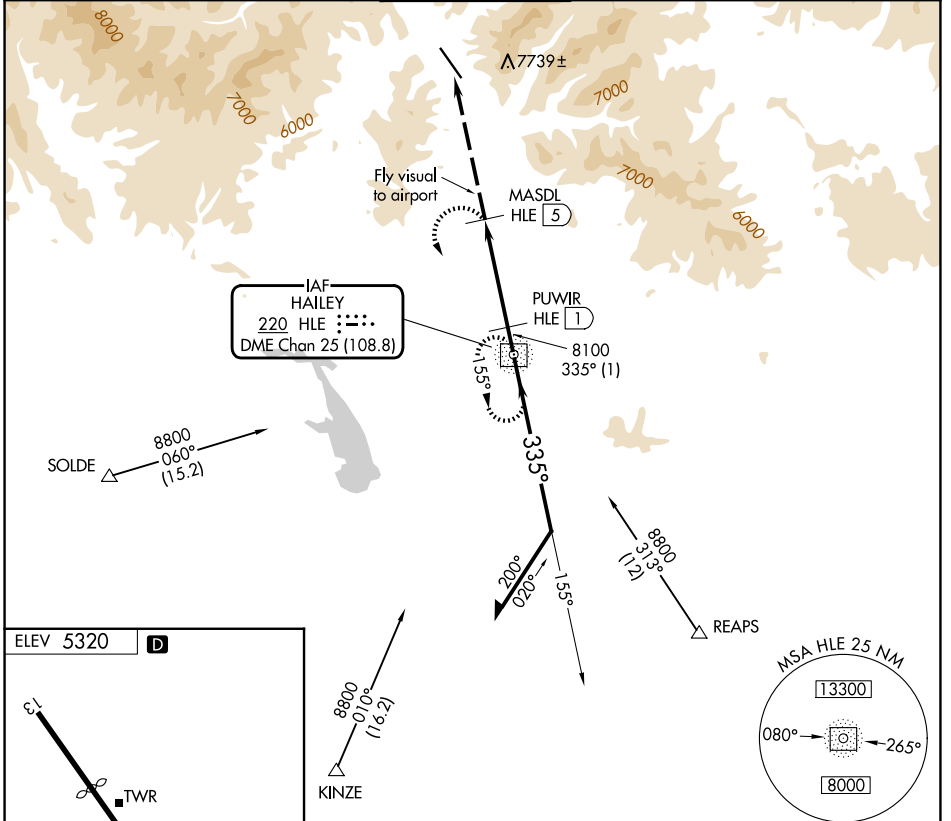 8000
7739±
7000
6000
7000
7000
6000
Fly visual
to airport
MASDL
HLE 5
IAF
HAILEY
220 HLE
DME Chan 25 (108.8)
PUWIR
HLE 1
8100
335° (1)
155°
335°
8800
060°
(15.2)
SOLDE
200°
020°
155°
8800
313°
(12)
REAPS
8800
010°
(16.2)
KINZE
ELEV 5320 D
13
TWR
MSA HLE 25 NM
13300
080°
265°
8000